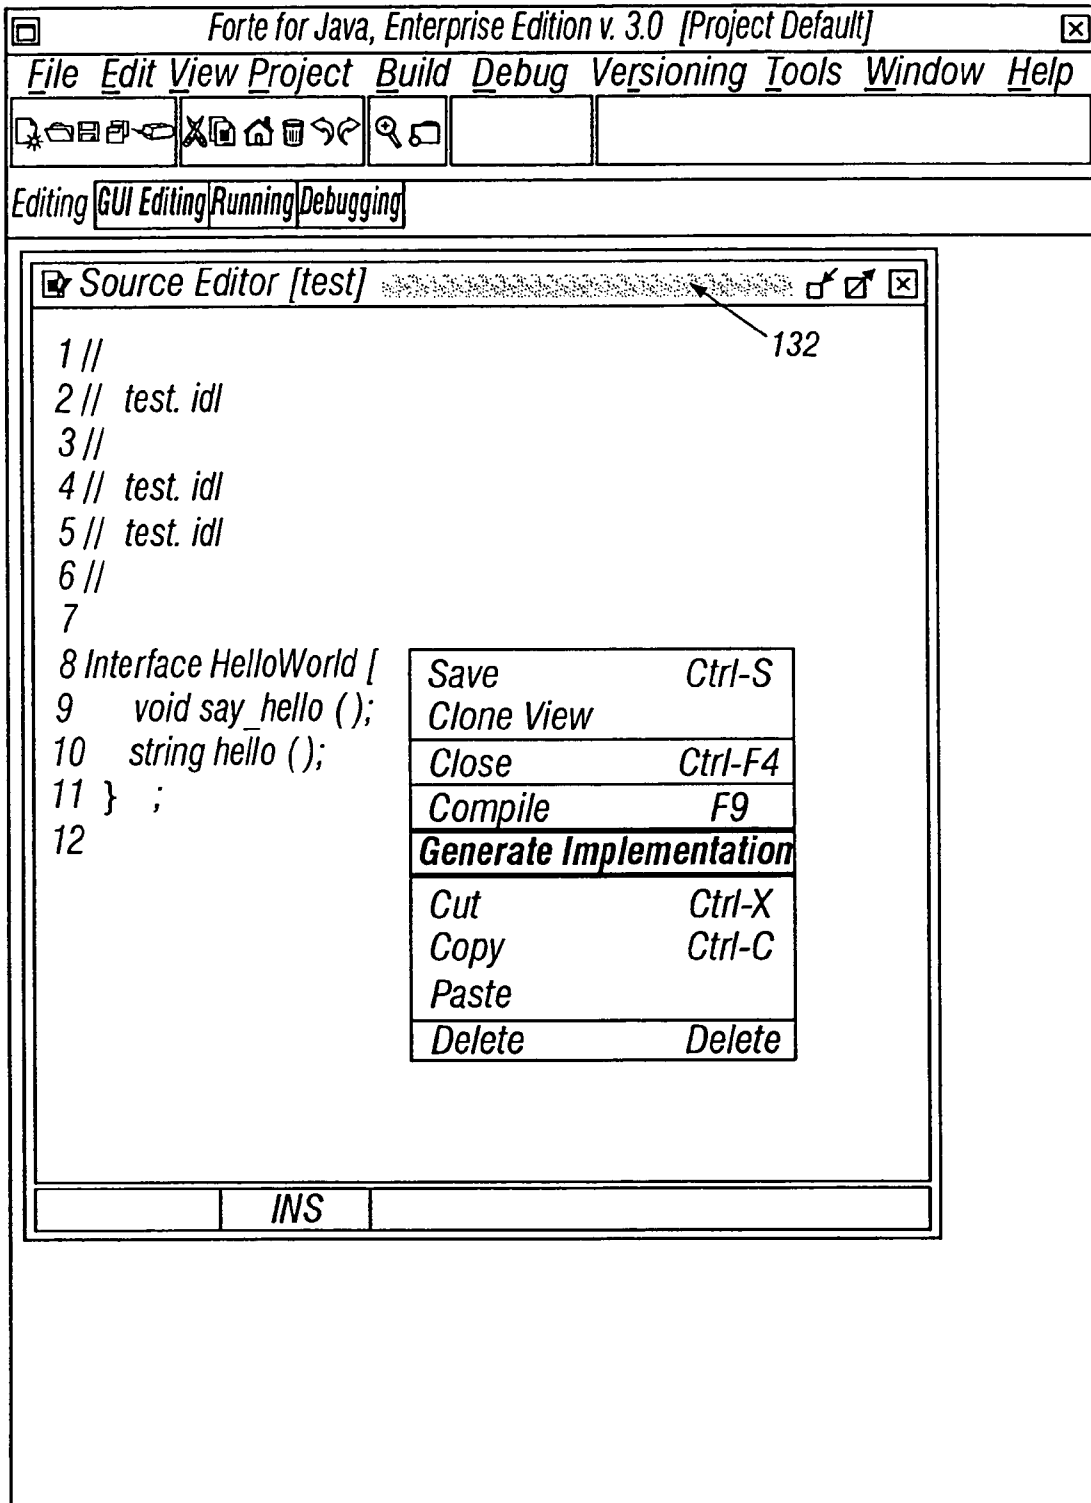 Forte for Java, Enterprise Edition v. 3.0 [Project Default]
File Edit View Project Build Debug Versioning Tools Window Help
Editing GUI Editing Running Debugging
Source Editor [test]
132
1 //
2 // test. idl
3 //
4 // test. idl
5 // test. idl
6 //
7
8 Interface HelloWorld [
9 void say_hello ( );
10 string hello ( );
11 } ;
12
Save Ctrl-S
Clone View
Close Ctrl-F4
Compile F9
Generate Implementation
Cut Ctrl-X
Copy Ctrl-C
Paste
Delete Delete
INS